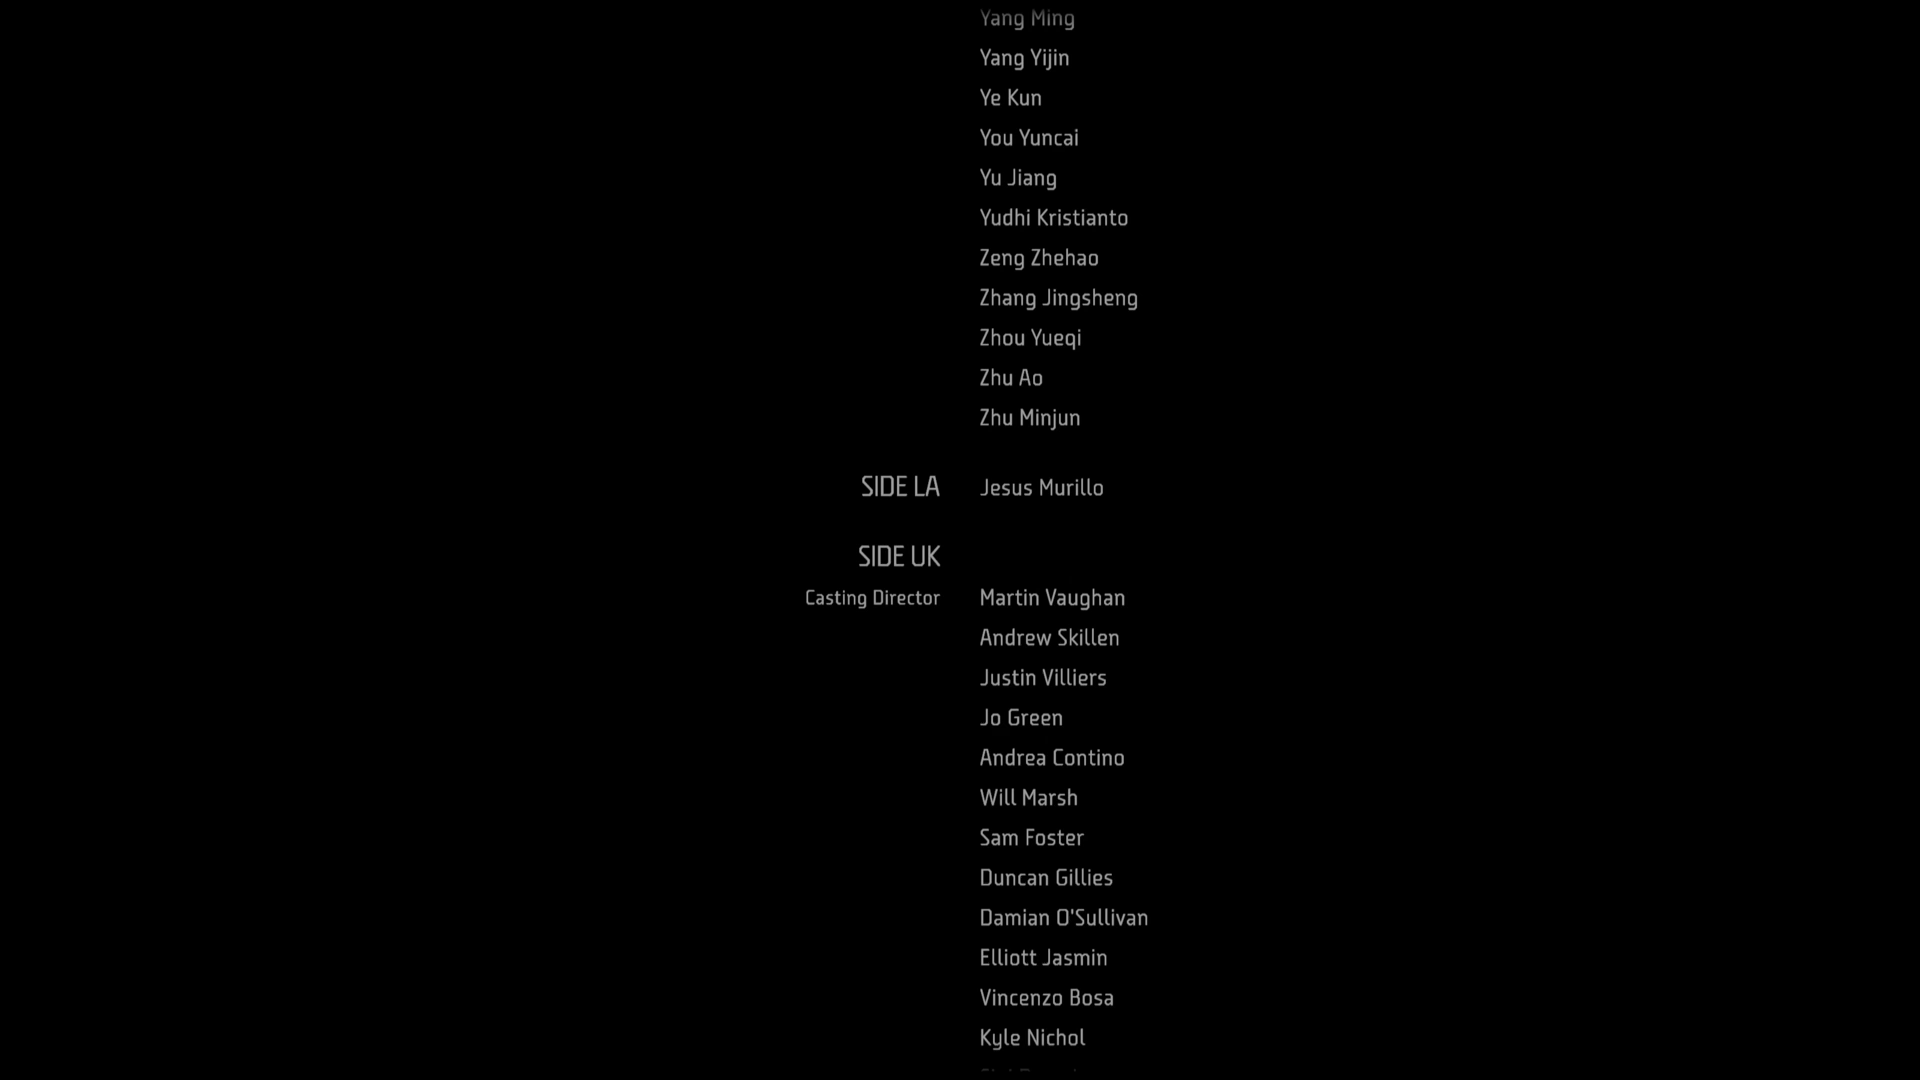 Yang Ming
Yang Yijin
Ye Kun
You Yuncai
Yu Jiang
Yudhi Kristianto
Zeng Zhehao
Zhang Jingsheng
Zhou Yueqi
Zhu Ao
Zhu Minjun
SIDE LA Jesus Murillo
SIDE UK
Casting Director Martin Vaughan
Andrew Skillen
Justin Villiers
Jo Green
Andrea Contino
Will Marsh
Sam Foster
Duncan Gillies
Damian O'Sullivan
Elliott Jasmin
Vincenzo Bosa
Kyle Nichol